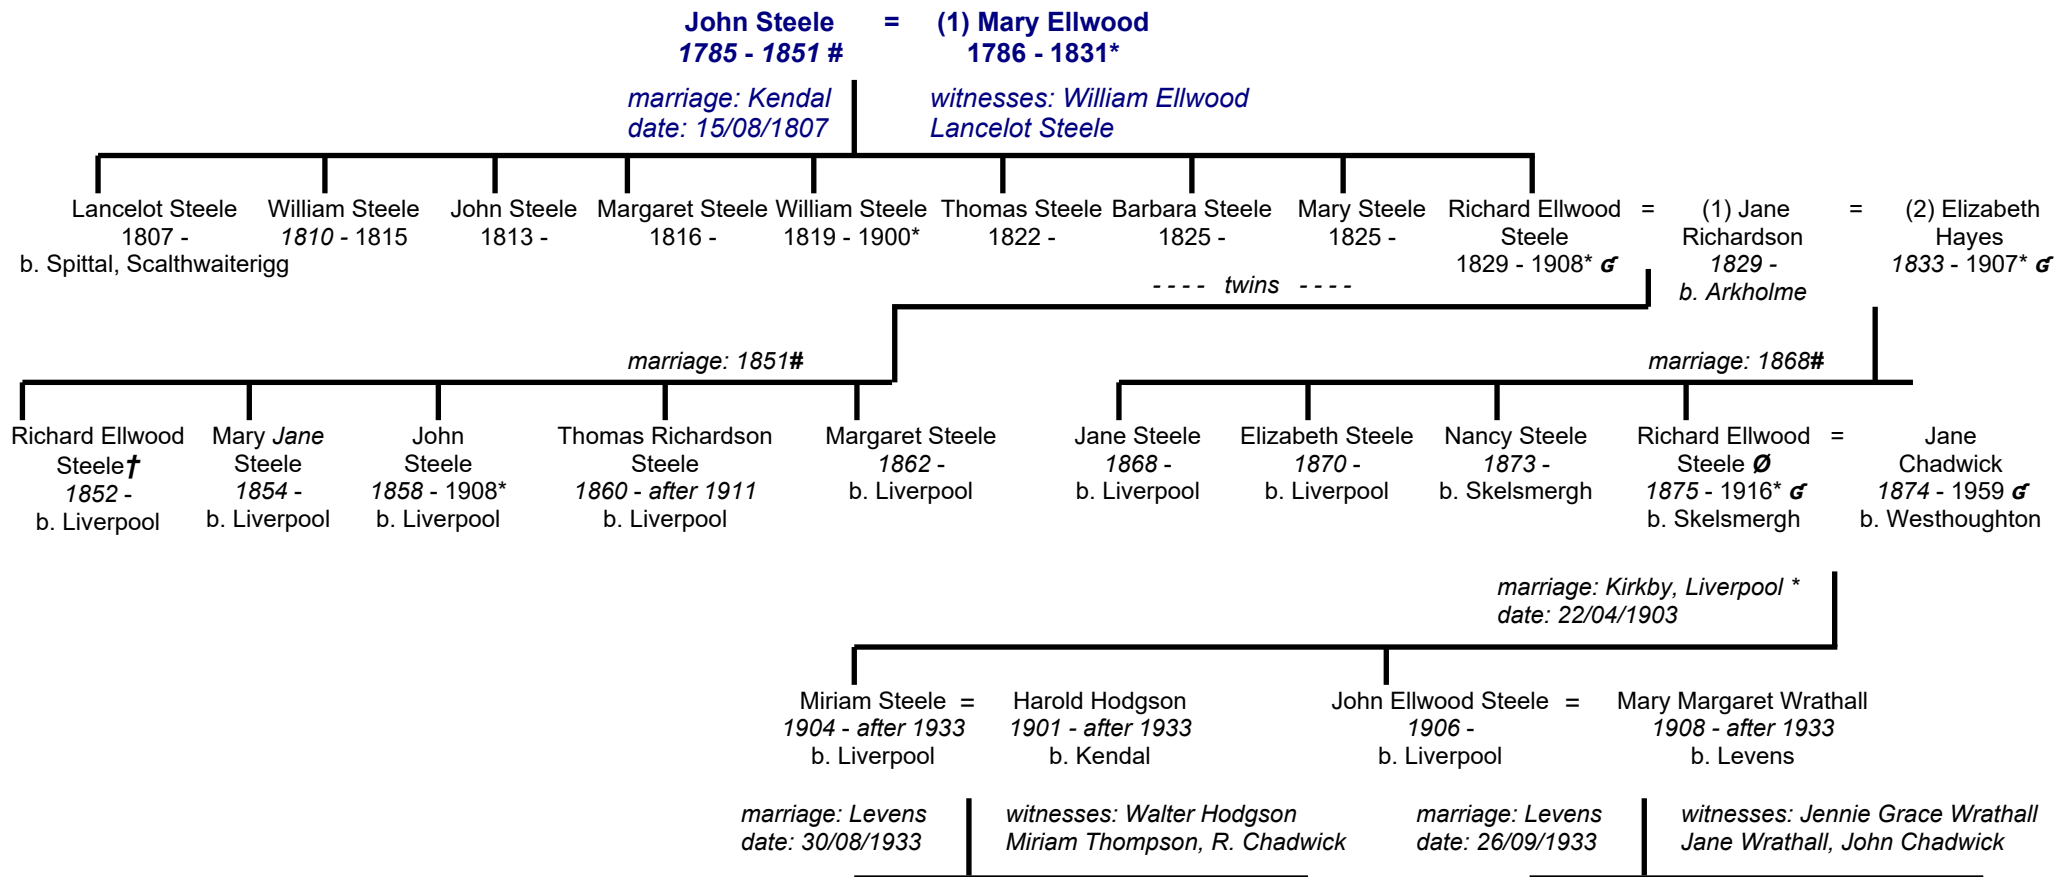 John Steele = (1) Mary Ellwood
1785 - 1851 # 1786 - 1831*
marriage: Kendal witnesses: William Ellwood
date: 15/08/1807 Lancelot Steele
Lancelot Steele William Steele John Steele Margaret Steele William Steele Thomas Steele Barbara Steele Mary Steele Richard Ellwood = (1) Jane = (2) Elizabeth
1807 - 1810 - 1815 1813 - 1816 - 1819 - 1900* 1822 - 1825 - 1825 - Steele Richardson Hayes
b. Spittal, Scalthwaiterigg 1829 - 1908* ɠ 1829 - 1833 - 1907* ɠ
- - - - twins - - - - b. Arkholme
marriage: 1851# marriage: 1868#
Richard Ellwood Mary Jane John Thomas Richardson Margaret Steele Jane Steele Elizabeth Steele Nancy Steele Richard Ellwood = Jane
Steele† Steele Steele Steele 1862 - 1868 - 1870 - 1873 - Steele Ø Chadwick
1852 - 1854 - 1858 - 1908* 1860 - after 1911 b. Liverpool b. Liverpool b. Liverpool b. Skelsmergh 1875 - 1916* ɠ 1874 - 1959 ɠ
b. Liverpool b. Liverpool b. Liverpool b. Liverpool b. Skelsmergh b. Westhoughton
marriage: Kirkby, Liverpool *
date: 22/04/1903
Miriam Steele = Harold Hodgson John Ellwood Steele = Mary Margaret Wrathall
1904 - after 1933 1901 - after 1933 1906 - 1908 - after 1933
b. Liverpool b. Kendal b. Liverpool b. Levens
marriage: Levens witnesses: Walter Hodgson marriage: Levens witnesses: Jennie Grace Wrathall
date: 30/08/1933 Miriam Thompson, R. Chadwick date: 26/09/1933 Jane Wrathall, John Chadwick